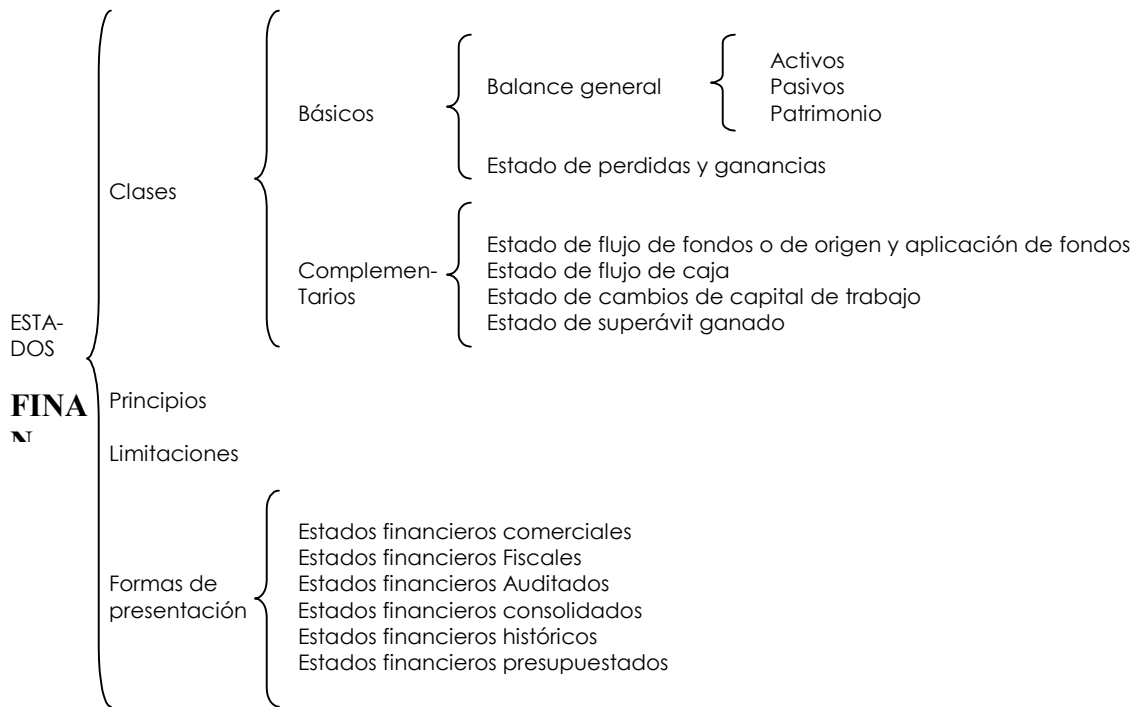 ESTA-
DOS
FINA
N
Clases
Básicos
Balance general
Activos
Pasivos
Patrimonio
Estado de perdidas y ganancias
Complemen-
Tarios
Estado de flujo de fondos o de origen y aplicación de fondos
Estado de flujo de caja
Estado de cambios de capital de trabajo
Estado de superávit ganado
Principios
Limitaciones
Formas de
presentación
Estados financieros comerciales
Estados financieros Fiscales
Estados financieros Auditados
Estados financieros consolidados
Estados financieros históricos
Estados financieros presupuestados